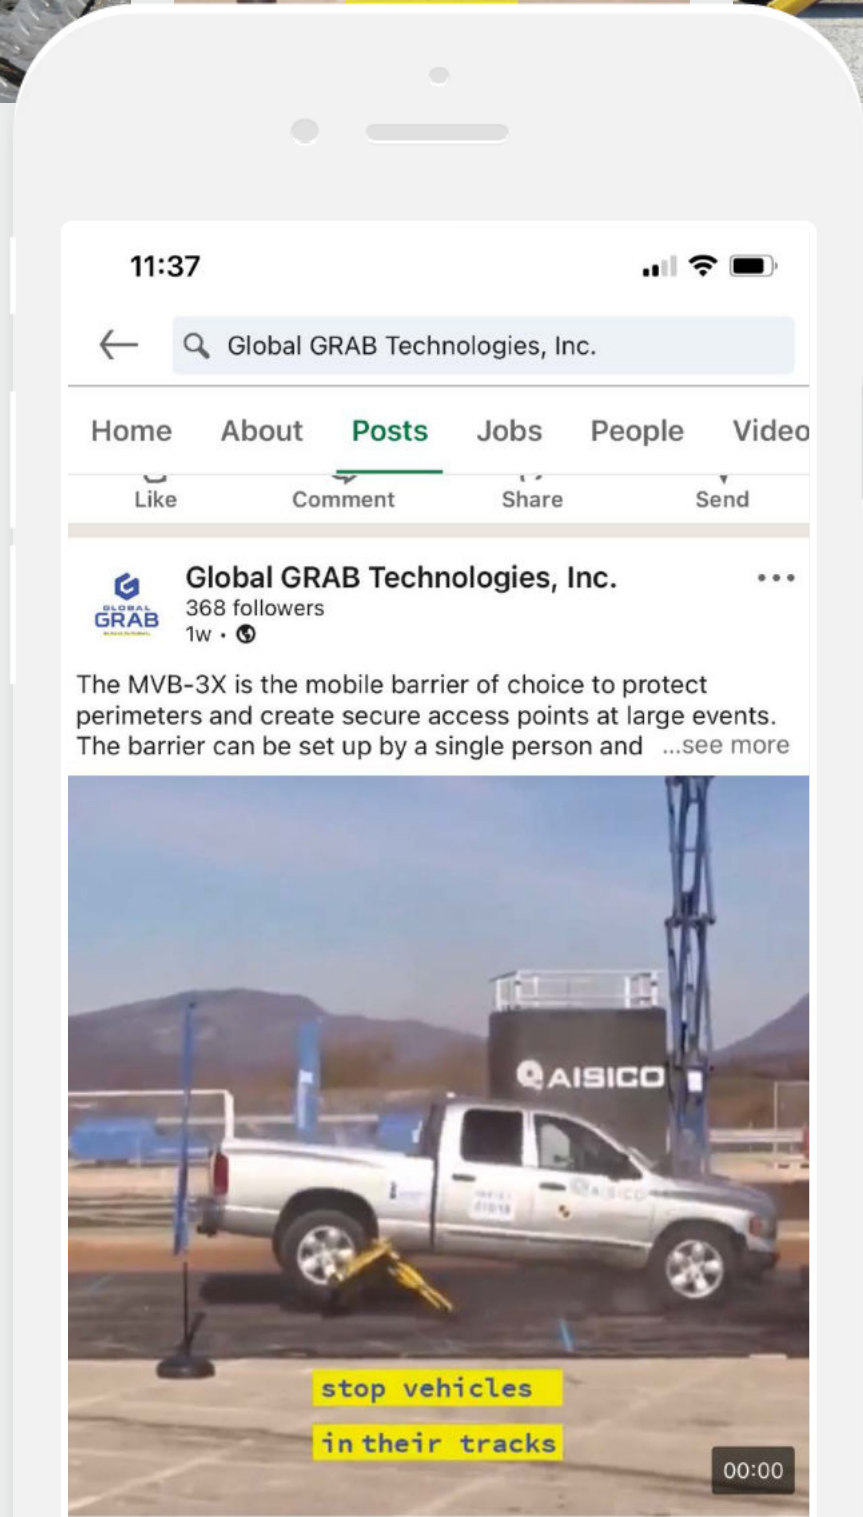 11:37
Global GRAB Technologies, Inc.
Home About Posts Jobs People Video
Like Comment Share Send
Global GRAB Technologies, Inc.
GLOBAL
GRAB
368 followers
1w •
The MVB-3X is the mobile barrier of choice to protect
perimeters and create secure access points at large events.
The barrier can be set up by a single person and ...see more
AISICO
AISICO
stop vehicles
in their tracks
00:00